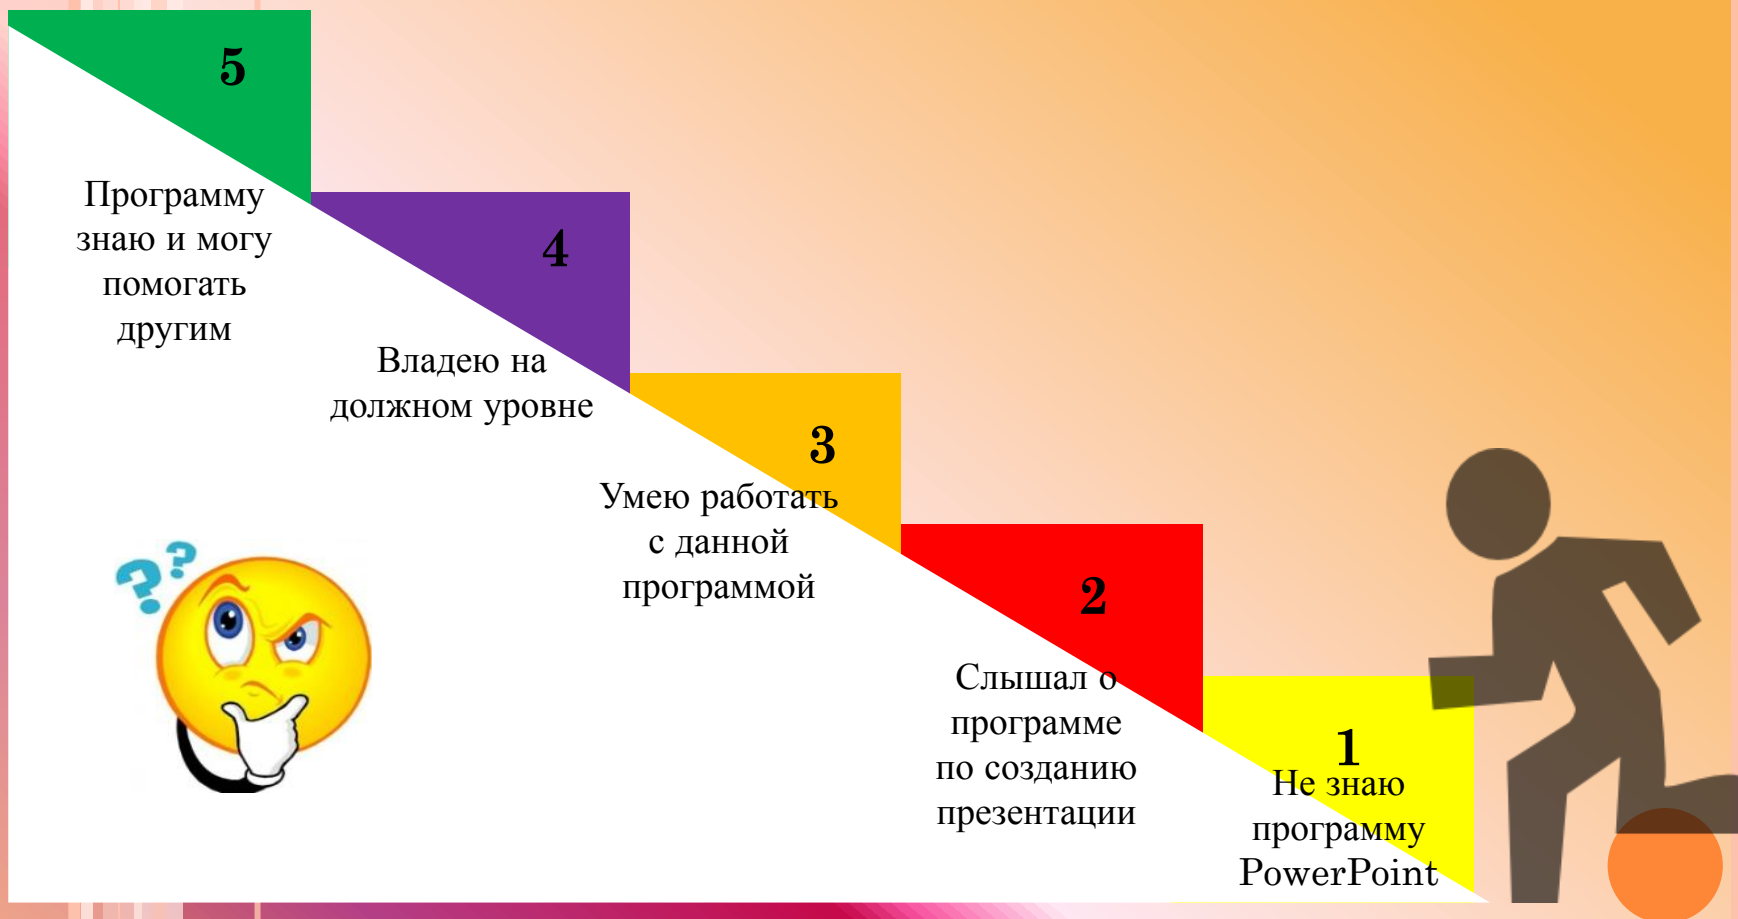 5
Программу
знаю и могу
помогать
другим
4
Владею на
должном уровне
3
Умею работать
с данной
программой
2
Слышал о
программе
по созданию
презентации
1
Не знаю
программу
PowerPoint
??